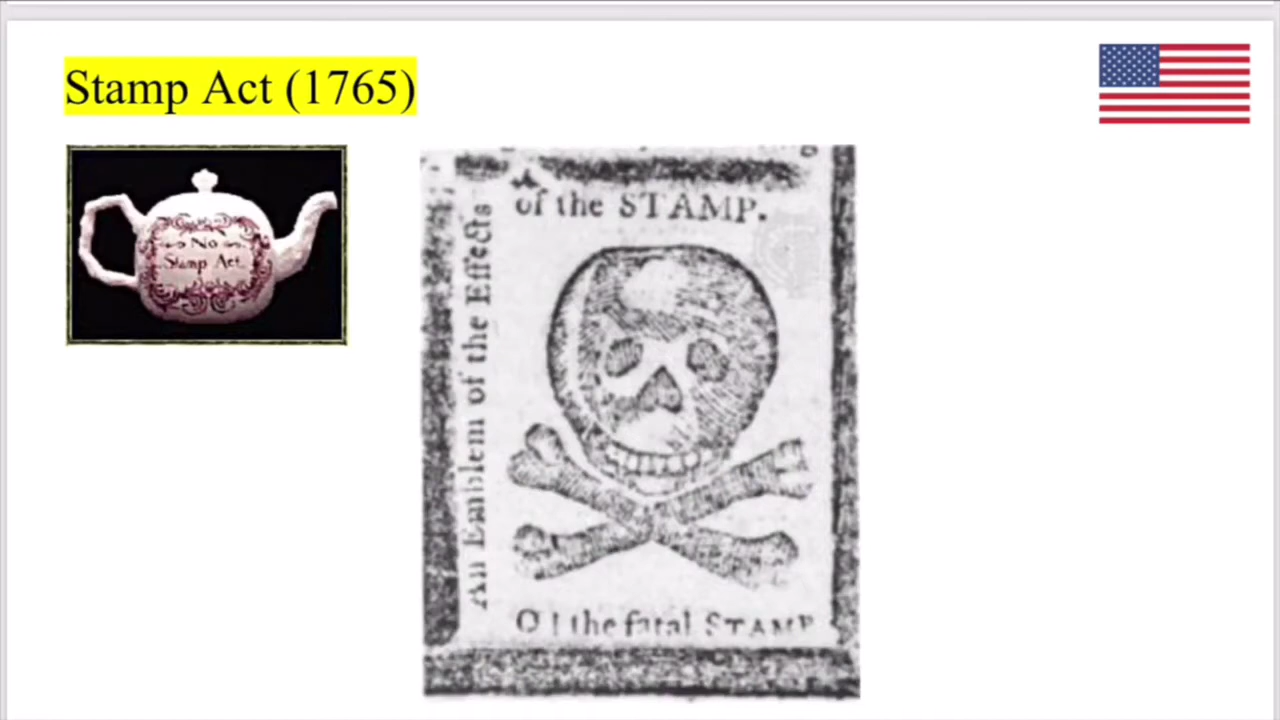 Stamp Act (1765)
No
Stamp Act
An Emblem of the Effects
of the STAMP.
O! the fatal STAMP